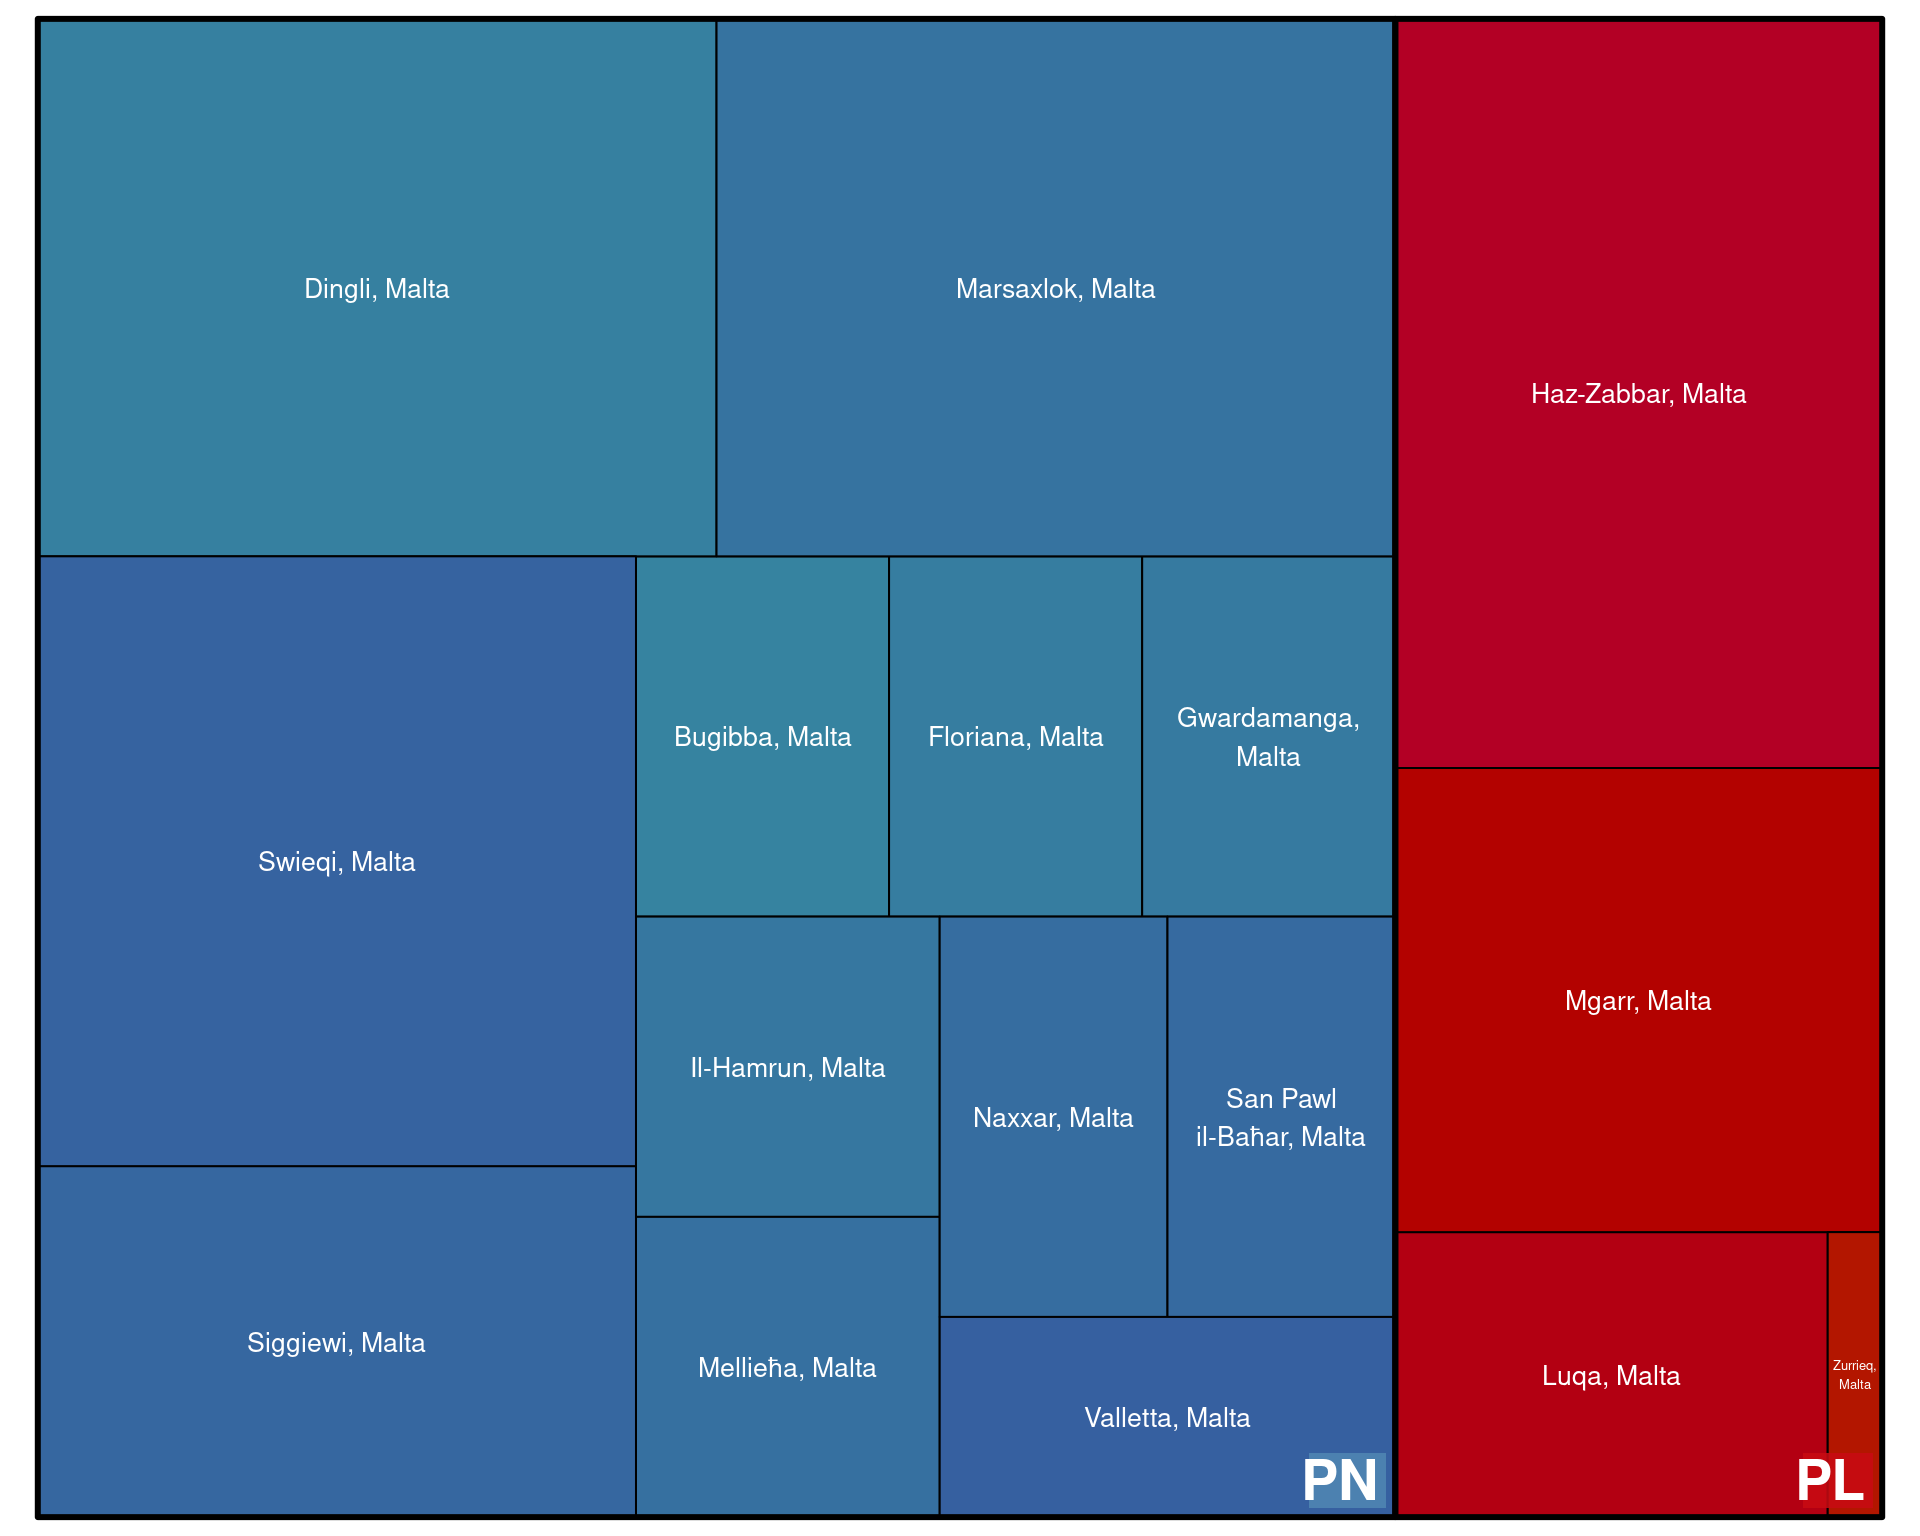 Dingli, Malta
Marsaxlok, Malta
Haz-Zabbar, Malta
Swieqi, Malta
Bugibba, Malta
Floriana, Malta
Gwardamanga,
Malta
Mgarr, Malta
Il-Hamrun, Malta
Naxxar, Malta
San Pawl
il-Baħar, Malta
Siggiewi, Malta
Mellieħa, Malta
Valletta, Malta
Luqa, Malta
Zurrieq,
Malta
PN
PL